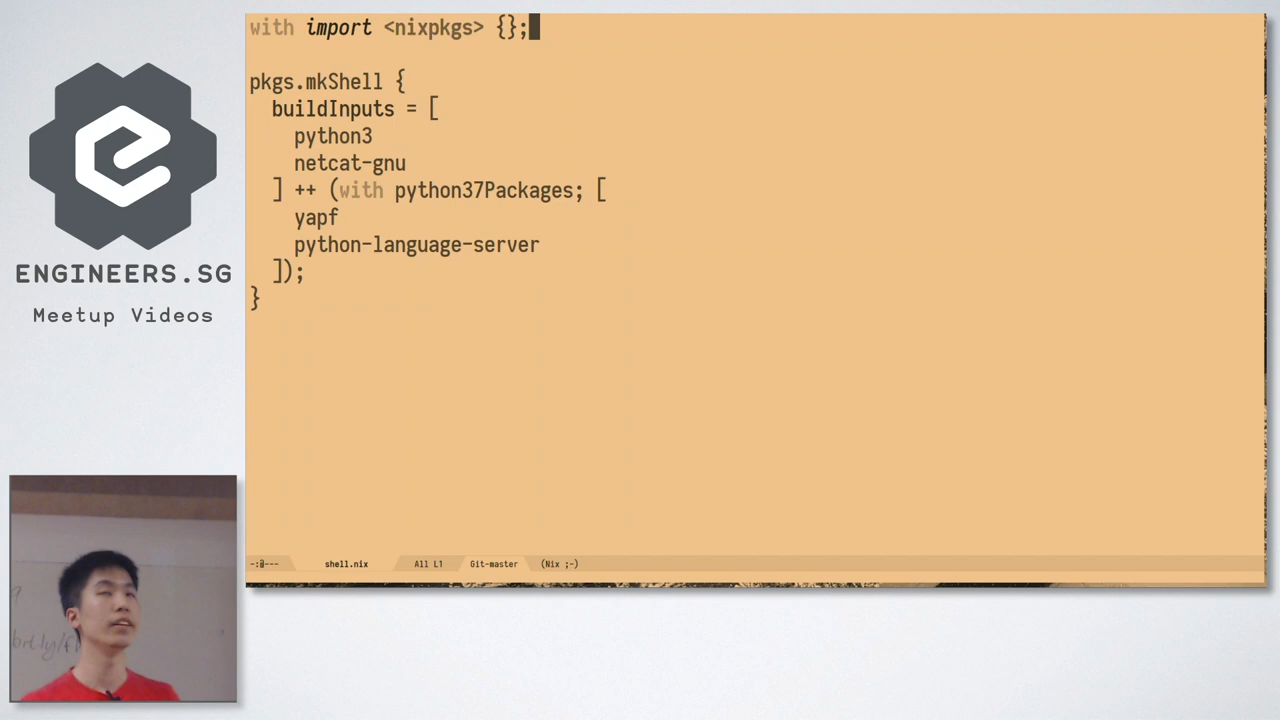 with import <nixpkgs> {};
pkgs.mkShell {
buildInputs = [
python3
netcat-gnu
] ++ (with python37Packages; [
yapf
python-language-server
]);
}
-:@--- shell.nix All L1 Git-master (Nix ;-)
ENGINEERS.SG
Meetup Videos